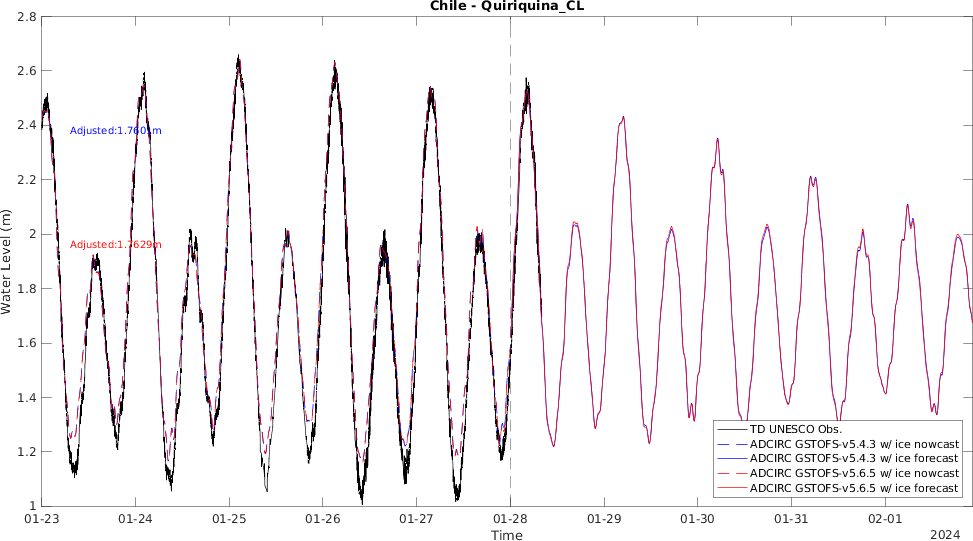 Chile - Quiriquina_CL
2.8
2.6
2.4
2.2
2
1.8
1.6
1.4
1.2
1
Water Level (m)
Adjusted:1.7629m
01-23
01-24
01-25
01-26
01-27
01-28
01-29
01-30
01-31
02-01
Time
2024
TD UNESCO Obs.
ADCIRC GSTOFS-v5.4.3 w/ ice nowcast
ADCIRC GSTOFS-v5.4.3 w/ ice forecast
ADCIRC GSTOFS-v5.6.5 w/ ice nowcast
ADCIRC GSTOFS-v5.6.5 w/ ice forecast